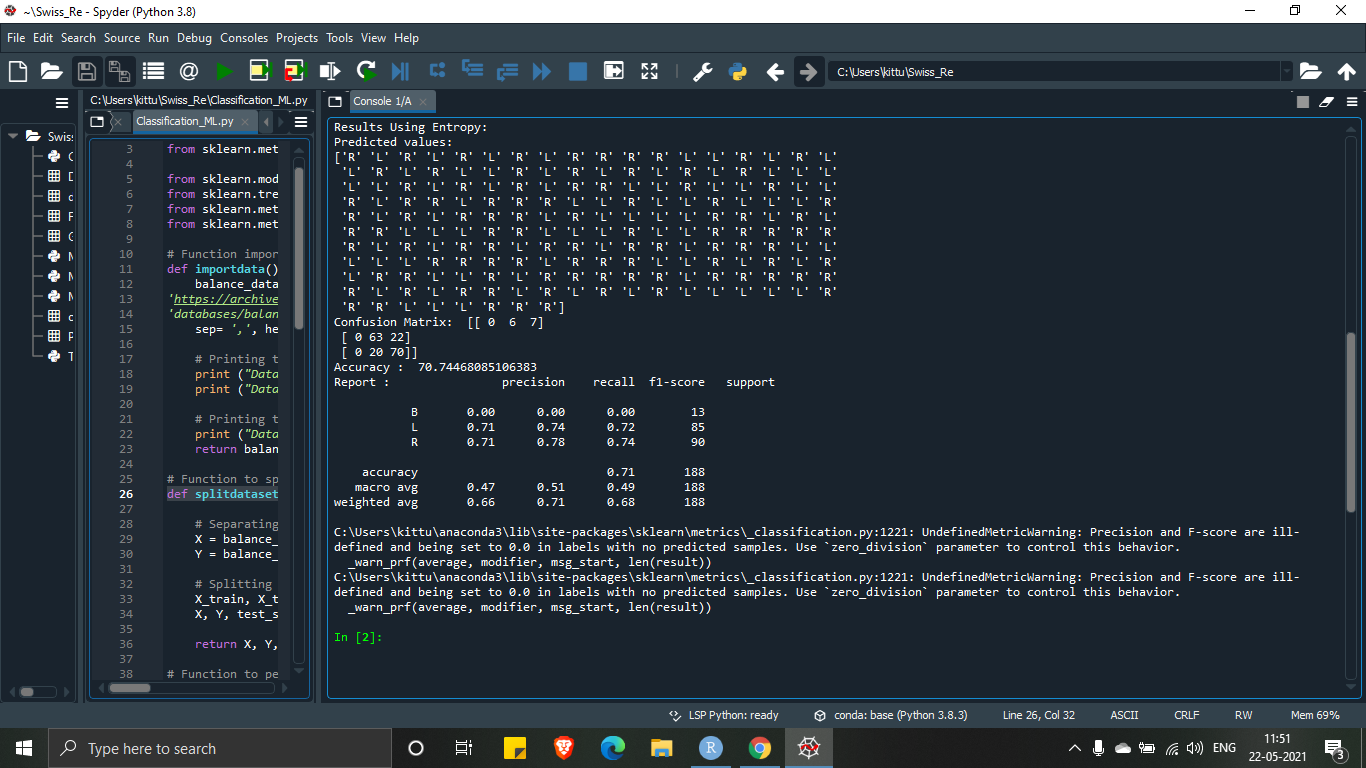 ~\Swiss_Re - Spyder (Python 3.8)
File Edit Search Source Run Debug Consoles Projects Tools View Help
C:\Users\kittu\Swiss_Re
C:\Users\kittu\Swiss_Re\Classification_ML.py
Classification_ML.py
Swiss
3 from sklearn.met
4
5 from sklearn.mod
6 from sklearn.tre
7 from sklearn.met
8 from sklearn.met
9
10 # Function impor
11 def importdata()
12 balance_data
13 'https://archive
14 'databases/balan
15 sep= ',', he
16
17 # Printing t
18 print ("Data
19 print ("Data
20
21 # Printing t
22 print ("Data
23 return balan
24
25 # Function to sp
26 def splitdataset
27
28 # Separating
29 X = balance_
30 Y = balance_
31
32 # Splitting
33 X_train, X_t
34 X, Y, test_s
35
36 return X, Y,
37
38 # Function to pe
Console 1/A
Results Using Entropy:
Predicted values:
['R' 'L' 'R' 'L' 'R' 'L' 'R' 'L' 'R' 'R' 'R' 'R' 'L' 'L' 'R' 'L' 'R' 'L'
'R' 'R' 'L' 'L' 'L' 'R' 'R' 'R']
Confusion Matrix: [[ 0 6 7]
[ 0 63 22]
[ 0 20 70]]
Accuracy : 70.74468085106383
Report : precision recall f1-score support
B 0.00 0.00 0.00 13
L 0.71 0.74 0.72 85
R 0.71 0.78 0.74 90
accuracy 0.71 188
macro avg 0.47 0.51 0.49 188
weighted avg 0.66 0.71 0.68 188
C:\Users\kittu\anaconda3\lib\site-packages\sklearn\metrics\_classification.py:1221: UndefinedMetricWarning: Precision and F-score are ill-
defined and being set to 0.0 in labels with no predicted samples. Use `zero_division` parameter to control this behavior.
_warn_prf(average, modifier, msg_start, len(result))
C:\Users\kittu\anaconda3\lib\site-packages\sklearn\metrics\_classification.py:1221: UndefinedMetricWarning: Precision and F-score are ill-
defined and being set to 0.0 in labels with no predicted samples. Use `zero_division` parameter to control this behavior.
_warn_prf(average, modifier, msg_start, len(result))
In [2]:
LSP Python: ready conda: base (Python 3.8.3) Line 26, Col 32 ASCII CRLF RW Mem 69%
Type here to search
ENG
11:51
22-05-2021
3